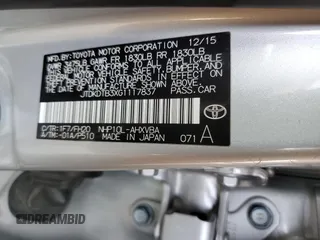 MFD. BY: TOYOTA MOTOR CORPORATION 12/15
GVWR 3479LB GAWR FR 1830LB RR 1830LB
THIS VEHICLE CONFORMS TO ALL APPLICABLE
FEDERAL MOTOR VEHICLE SAFETY, BUMPER, AND
THEFT PREVENTION STANDARDS IN EFFECT ON
THE DATE OF MANUFACTURE SHOWN ABOVE.
JTDKDTB3XG1117837 PASS.CAR
C/TR:1F7/FH20 NHP10L-AHXVBA
A/TM:-01A/P510 MADE IN JAPAN 071 A
DREAMBID